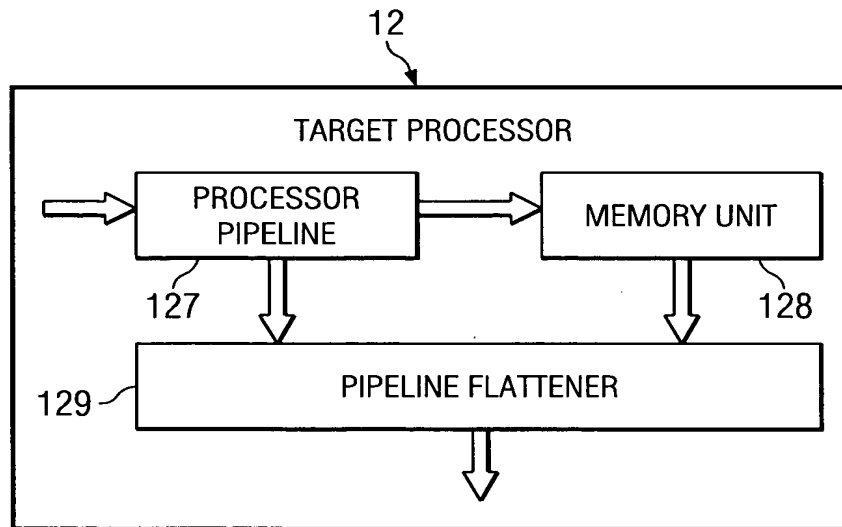 12
TARGET PROCESSOR
PROCESSOR
PIPELINE
MEMORY UNIT
127
128
PIPELINE FLATTENER
129